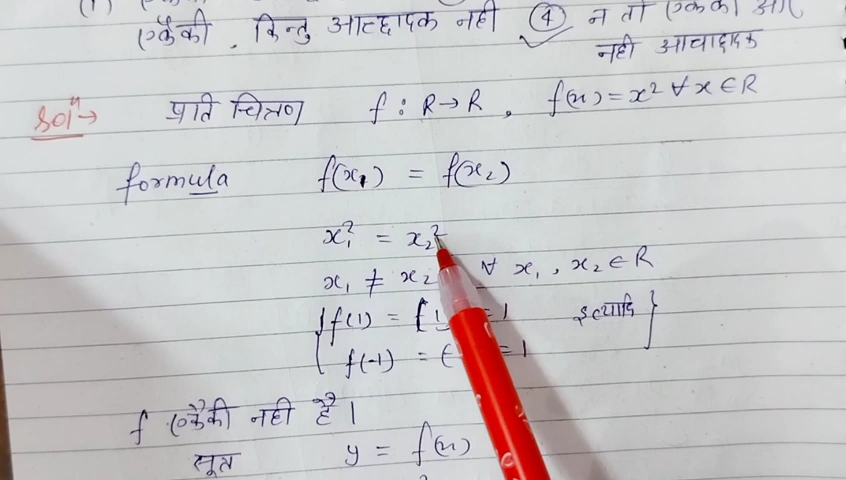 एकैकी, किन्तु आच्छादक नही (4) न तो एकैकी और
नही आच्छादक
Solⁿ→ प्रति चित्रण f : R→R, f(x) = x² ∀ x ∈ R
formula f(x₁) = f(x₂)
x₁² = x₂²
x₁ ≠ x₂ ∀ x₁, x₂ ∈ R
f(1) = (1) = 1 इत्यादि
f(-1) = (- = 1
f एकैकी नही है।
सूत्र y = f(x)